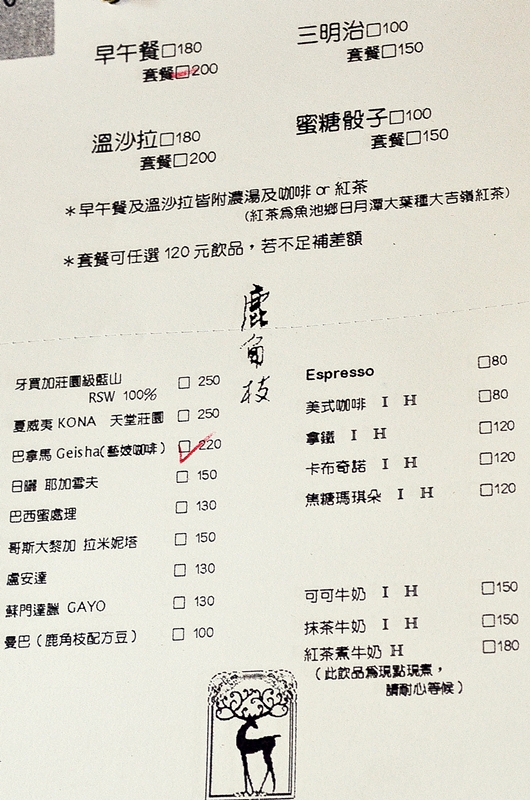 早午餐□180
套餐□200
三明治□100
套餐□150
溫沙拉□180
套餐□200
蜜糖骰子□100
套餐□150
＊早午餐及溫沙拉皆附濃湯及咖啡 or 紅茶
(紅茶為魚池鄉日月潭大葉種大吉嶺紅茶)
＊套餐可任選 120 元飲品，若不足補差額
鹿角枝
牙買加莊園級藍山
RSW 100% □ 250
夏威夷 KONA 天堂莊園 □ 250
巴拿馬 Geisha(藝妓咖啡) □ 220
日曬 耶加雪夫 □ 150
巴西蜜處理 □ 130
哥斯大黎加 拉米妮塔 □ 150
盧安達 □ 130
蘇門達臘 GAYO □ 130
曼巴（鹿角枝配方豆） □ 100
Espresso □80
美式咖啡 I H □80
拿鐵 I H □120
卡布奇諾 I H □120
焦糖瑪琪朵 I H □120
可可牛奶 I H □150
抹茶牛奶 I H □150
紅茶煮牛奶 H □180
（此飲品為現點現煮，
請耐心等候）